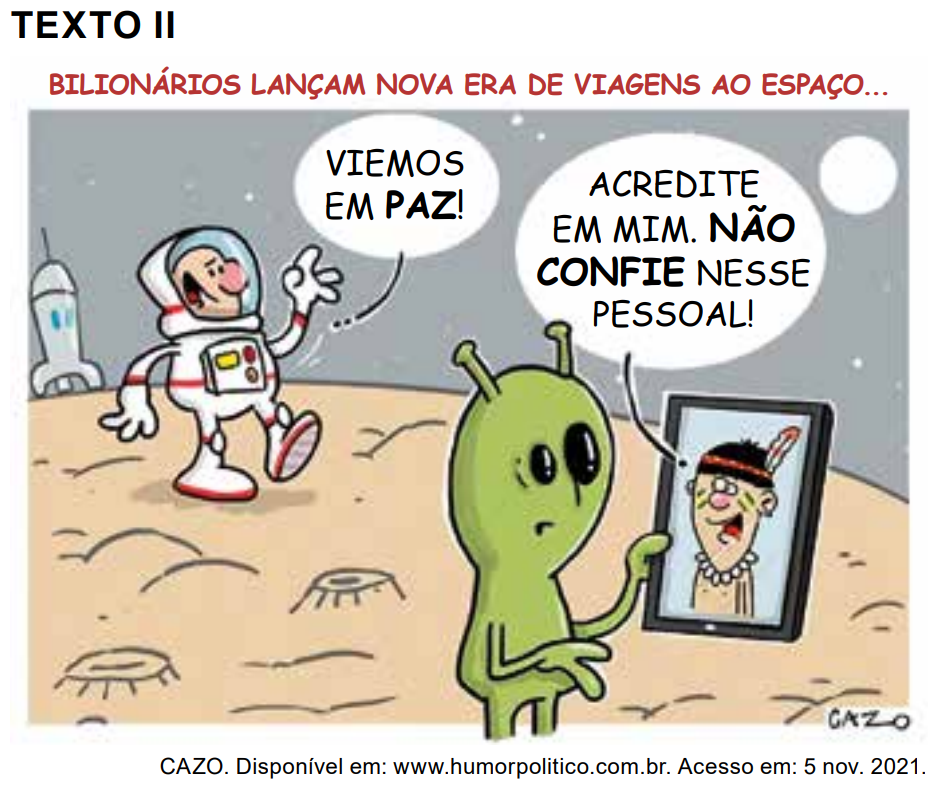 TEXTO II
BILIONÁRIOS LANÇAM NOVA ERA DE VIAGENS AO ESPAÇO...
VIEMOS
EM PAZ!
ACREDITE
EM MIM. NÃO
CONFIE NESSE
PESSOAL!
CAZO
CAZO. Disponível em: www.humorpolitico.com.br. Acesso em: 5 nov. 2021.